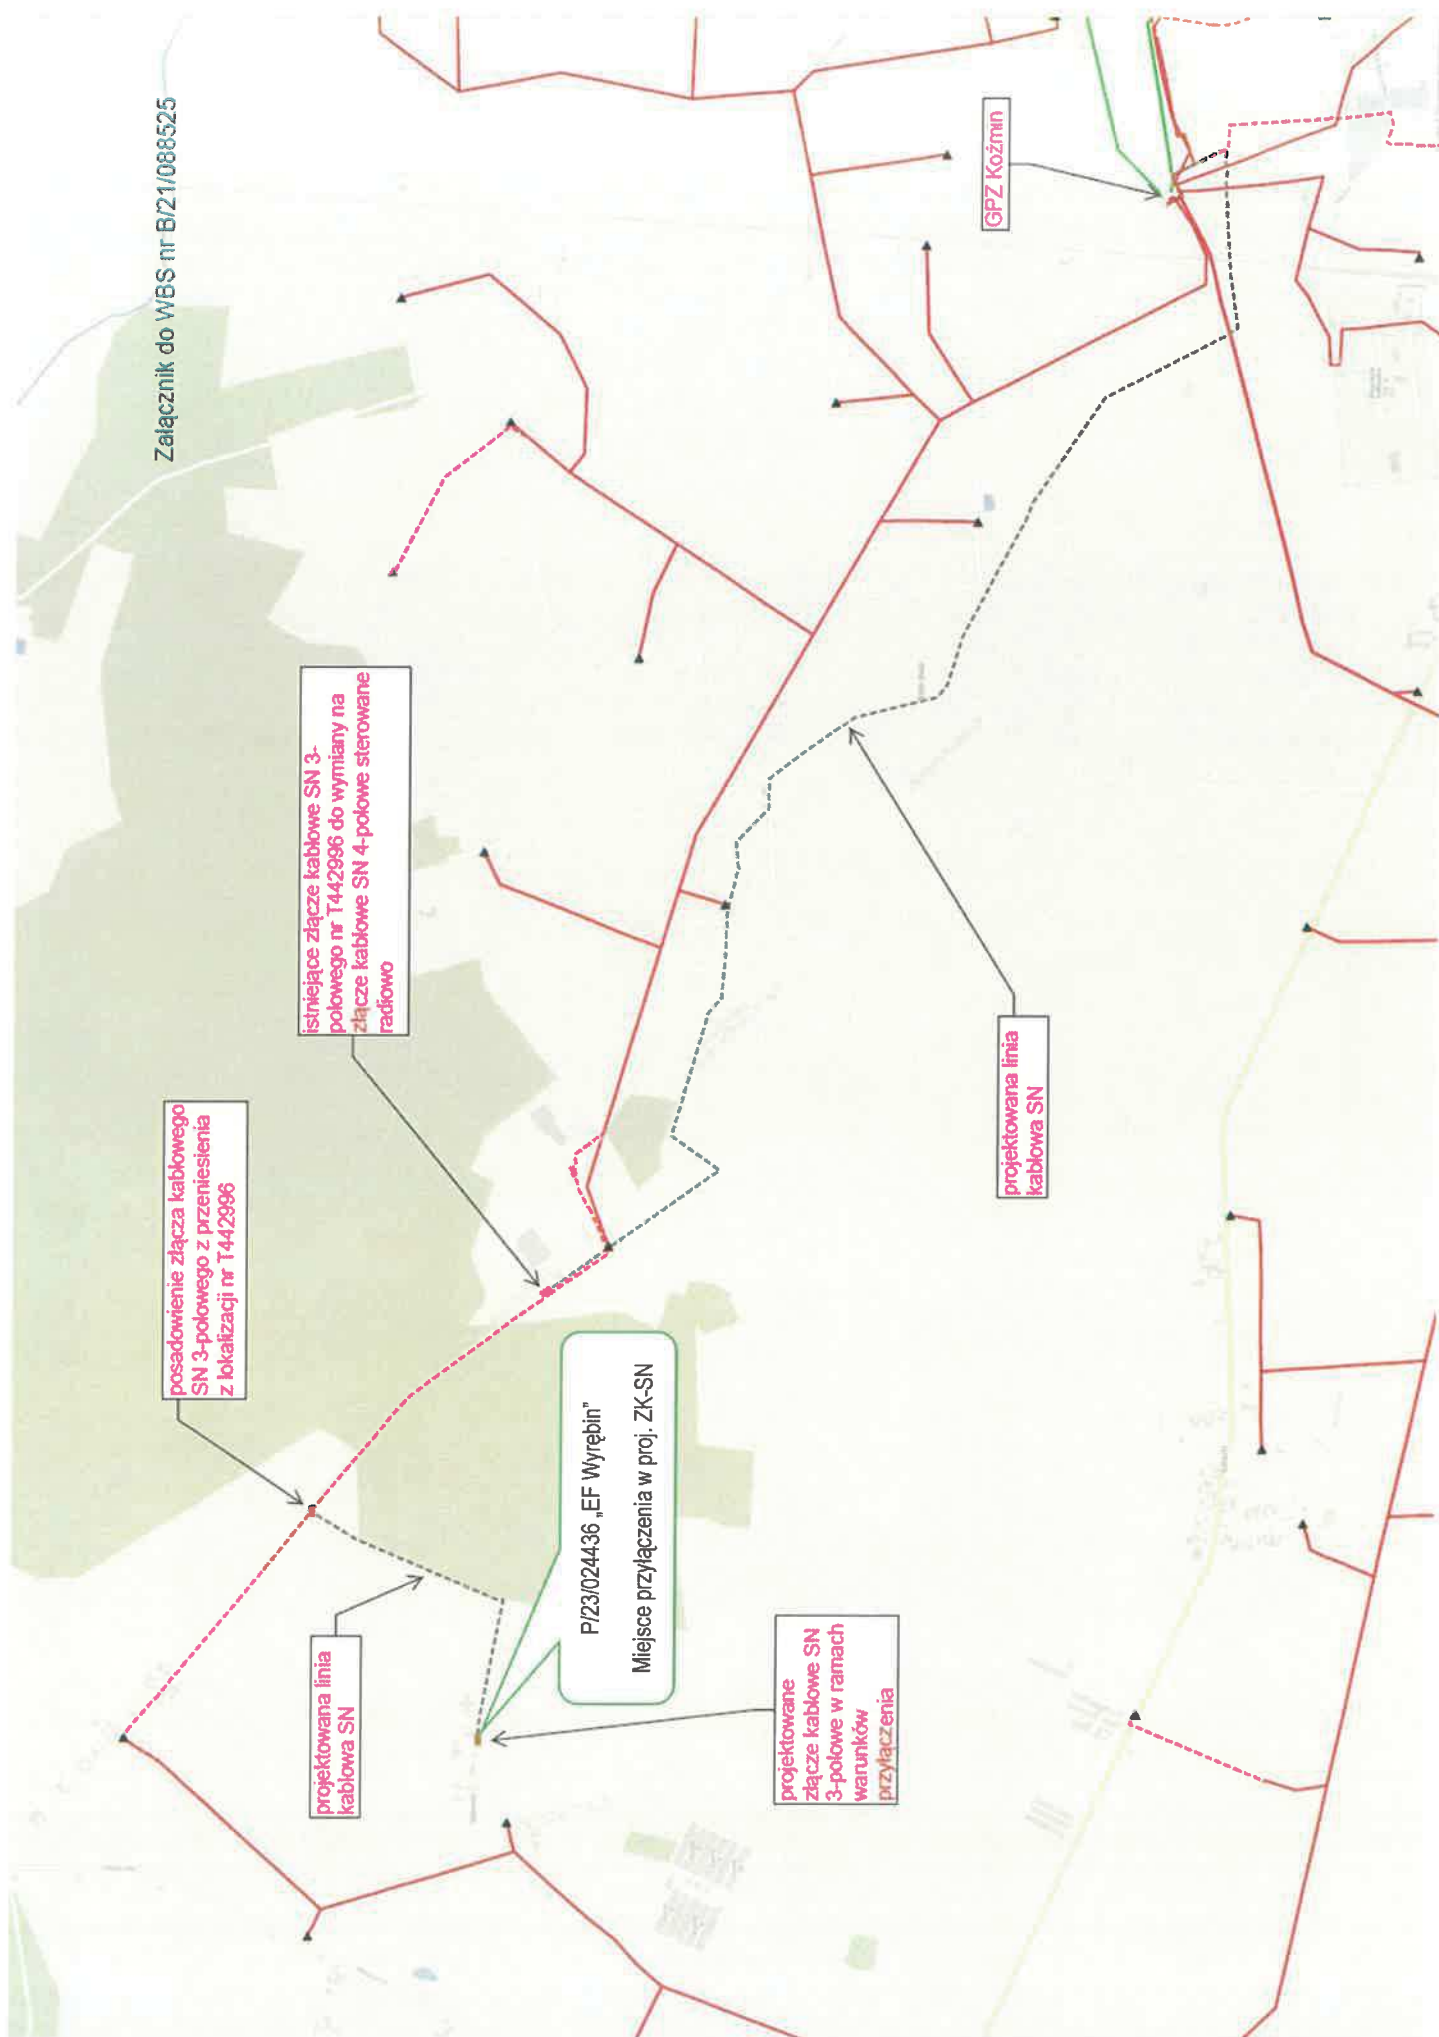 Załącznik do WBS nr B/21/088525
GPZ Koźmin
istniejące złącze kablowe SN 3-
polowego nr T442996 do wymiany na
złącze kablowe SN 4-polowe sterowane
radiowo
posadowienie złącza kablowego
SN 3-polowego z przeniesienia
z lokalizacji nr T442996
projektowana linia
kablowa SN
projektowana linia
kablowa SN
P/23/024436 „EF Wyrębin”
Miejsce przyłączenia w proj. ZK-SN
projektowane
złącze kablowe SN
3-polowe w ramach
warunków
przyłączenia